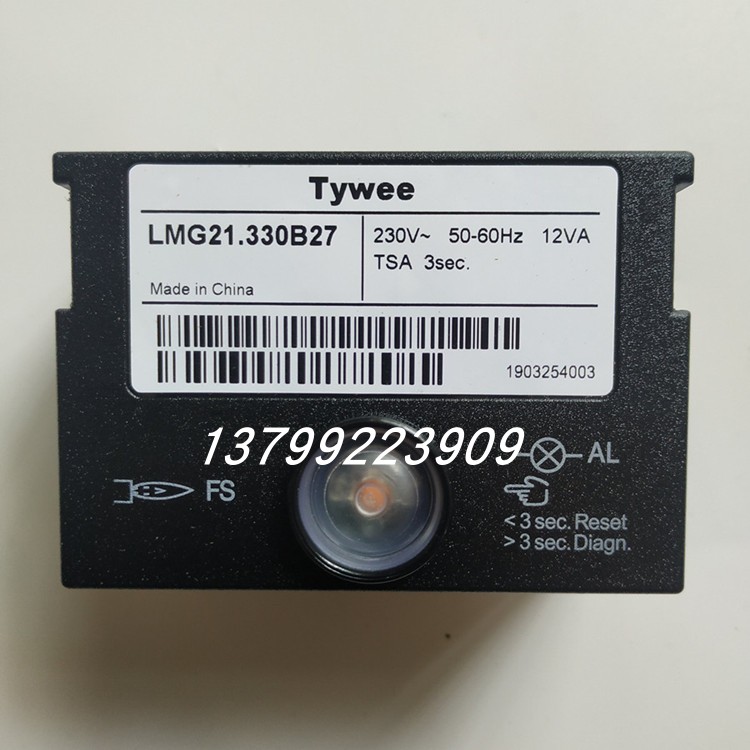 Tywee
LMG21.330B27
230V~ 50-60Hz 12VA
TSA 3sec.
Made in China
1903254003
13799223909
AL
FS
< 3 sec. Reset
> 3 sec. Diagn.